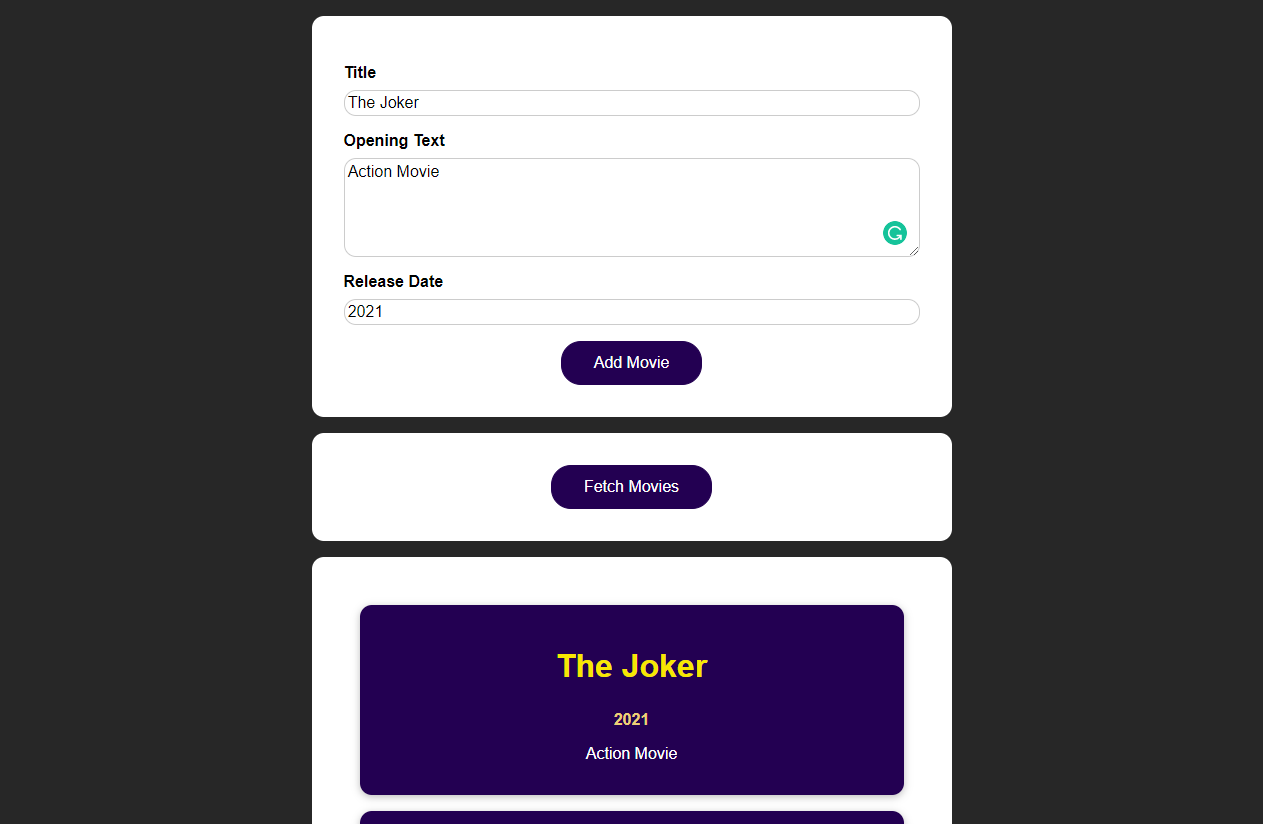 Title
The Joker
Opening Text
Action Movie
Release Date
2021
Add Movie
Fetch Movies
The Joker
2021
Action Movie